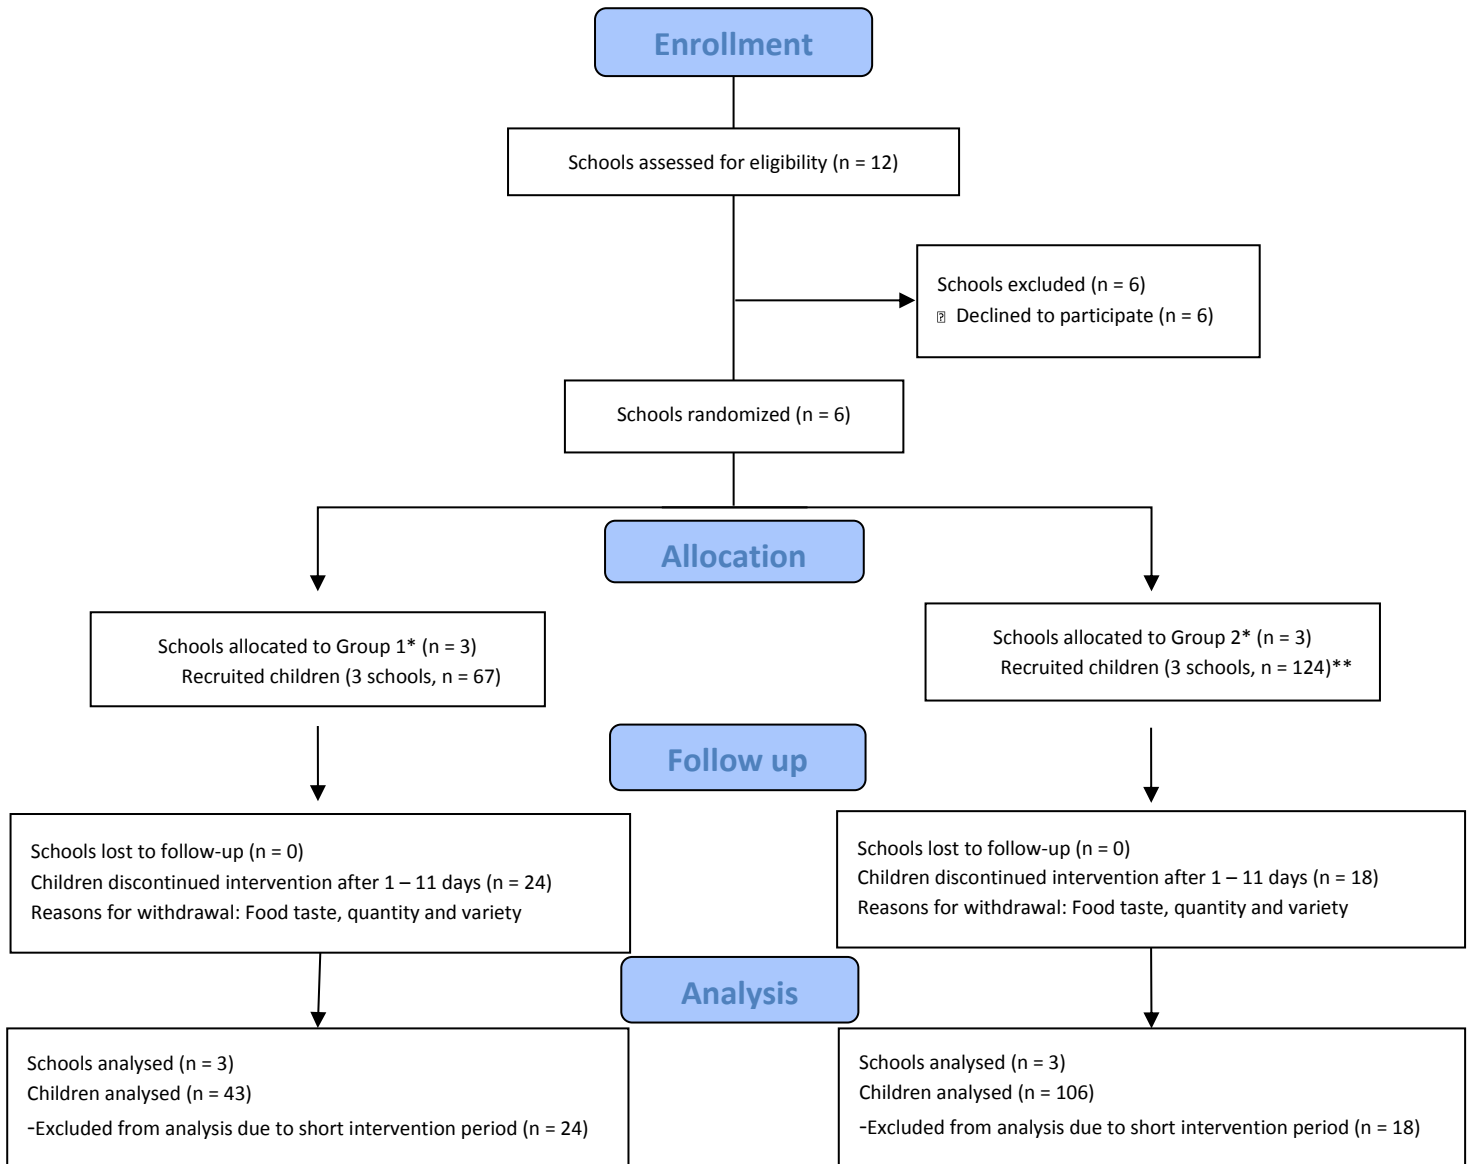 Enrollment
Schools assessed for eligibility (n = 12)
Schools excluded (n = 6)
Declined to participate (n = 6)
Schools randomized (n = 6)
Allocation
Schools allocated to Group 1* (n = 3)
Recruited children (3 schools, n = 67)
Schools allocated to Group 2* (n = 3)
Recruited children (3 schools, n = 124)**
Follow up
Schools lost to follow-up (n = 0)
Children discontinued intervention after 1 – 11 days (n = 24)
Reasons for withdrawal: Food taste, quantity and variety
Schools lost to follow-up (n = 0)
Children discontinued intervention after 1 – 11 days (n = 18)
Reasons for withdrawal: Food taste, quantity and variety
Analysis
Schools analysed (n = 3)
Children analysed (n = 43)
-Excluded from analysis due to short intervention period (n = 24)
Schools analysed (n = 3)
Children analysed (n = 106)
-Excluded from analysis due to short intervention period (n = 18)